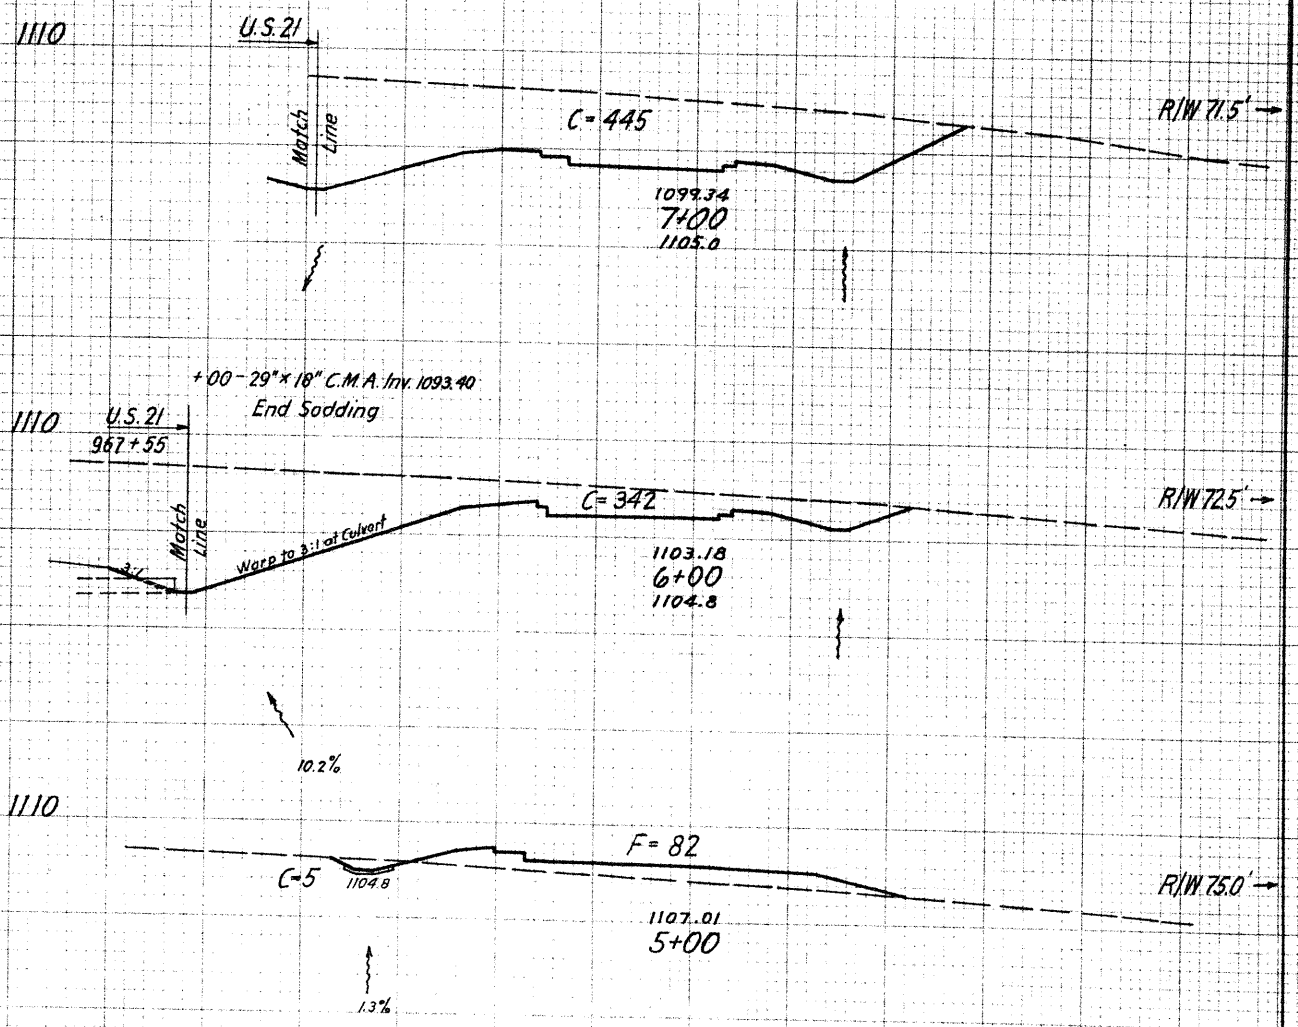 1110
U.S. 21
Match Line
C = 445
R/W 71.5'
1099.34
7+00
1105.0
+00 - 29" x 18" C.M.A. Inv. 1093.40
End Sodding
1110
U.S. 21
967+55
Match Line
3:1
Warp to 3:1 at Culvert
C = 342
R/W 72.5'
1103.18
6+00
1104.8
10.2%
1110
C=5
1104.8
F = 82
R/W 75.0'
1107.01
5+00
1.3%